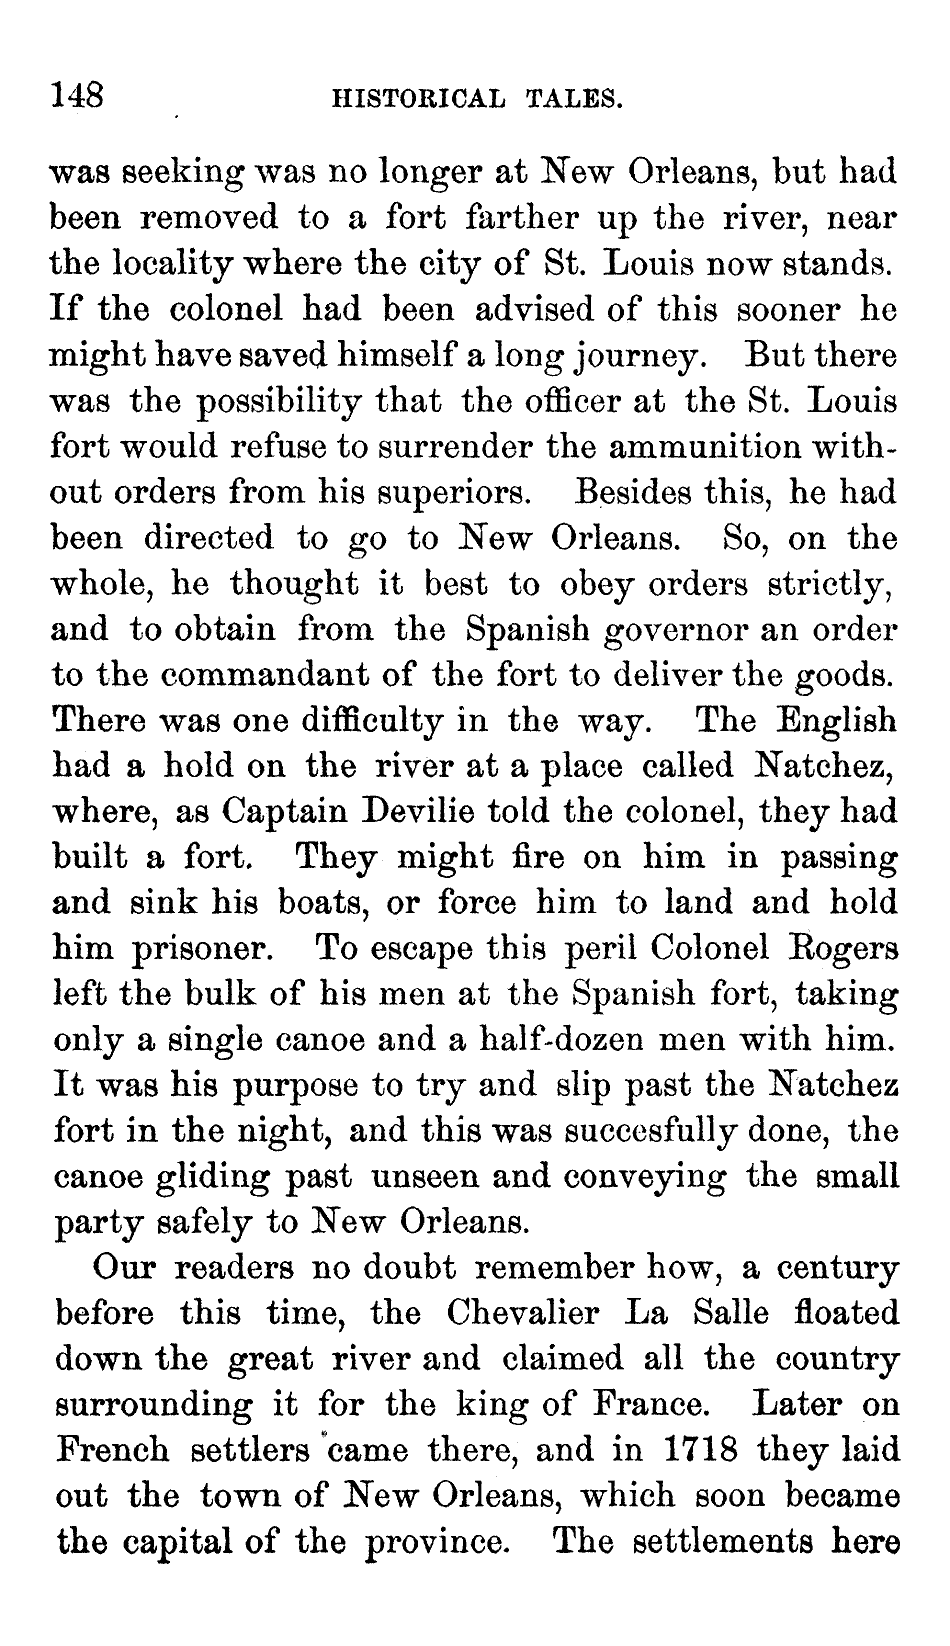 148 HISTORICAL TALES.
was seeking was no longer at New Orleans, but had
been removed to a fort farther up the river, near
the locality where the city of St. Louis now stands.
If the colonel had been advised of this sooner he
might have saved himself a long journey. But there
was the possibility that the officer at the St. Louis
fort would refuse to surrender the ammunition with-
out orders from his superiors. Besides this, he had
been directed to go to New Orleans. So, on the
whole, he thought it best to obey orders strictly,
and to obtain from the Spanish governor an order
to the commandant of the fort to deliver the goods.
There was one difficulty in the way. The English
had a hold on the river at a place called Natchez,
where, as Captain Devilie told the colonel, they had
built a fort. They might fire on him in passing
and sink his boats, or force him to land and hold
him prisoner. To escape this peril Colonel Rogers
left the bulk of his men at the Spanish fort, taking
only a single canoe and a half-dozen men with him.
It was his purpose to try and slip past the Natchez
fort in the night, and this was succesfully done, the
canoe gliding past unseen and conveying the small
party safely to New Orleans.
Our readers no doubt remember how, a century
before this time, the Chevalier La Salle floated
down the great river and claimed all the country
surrounding it for the king of France. Later on
French settlers came there, and in 1718 they laid
out the town of New Orleans, which soon became
the capital of the province. The settlements here